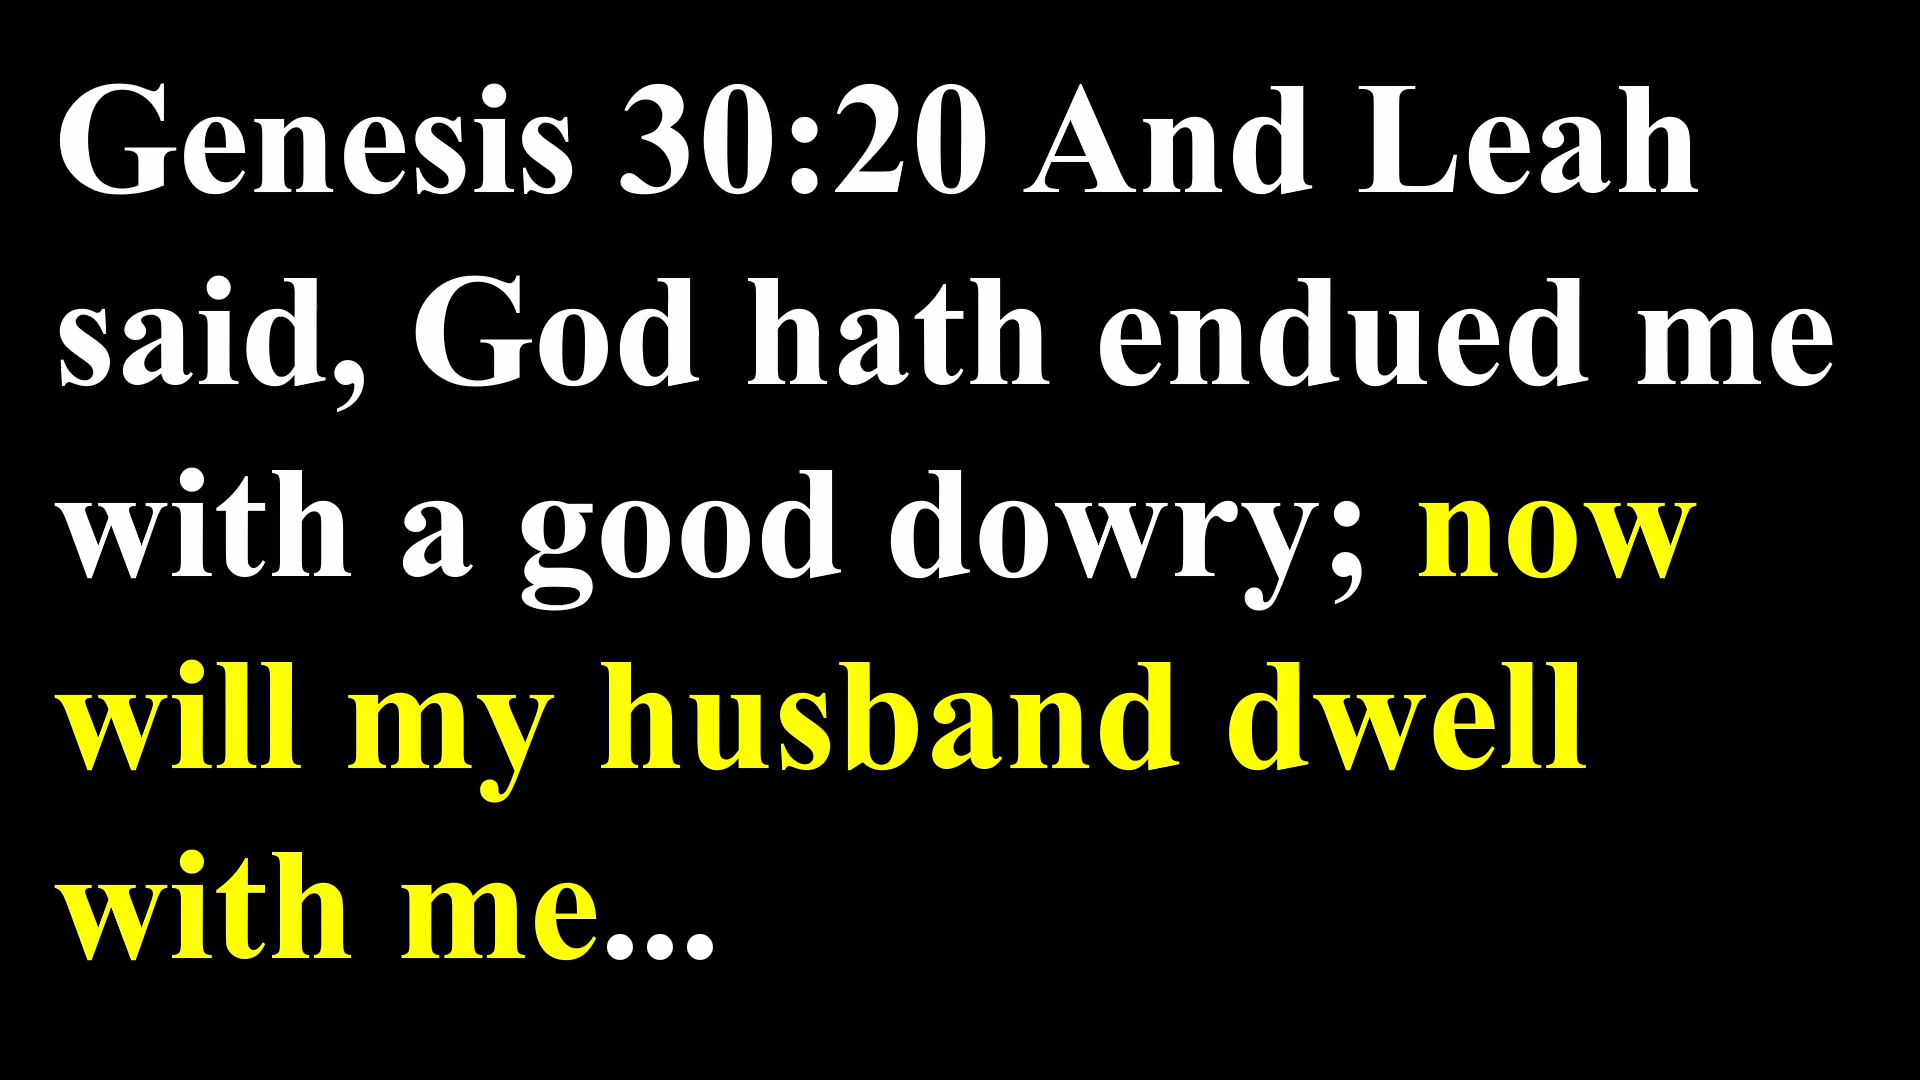 Genesis 30:20 And Leah
said, God hath endued me
with a good dowry; now
will my husband dwell
with me...